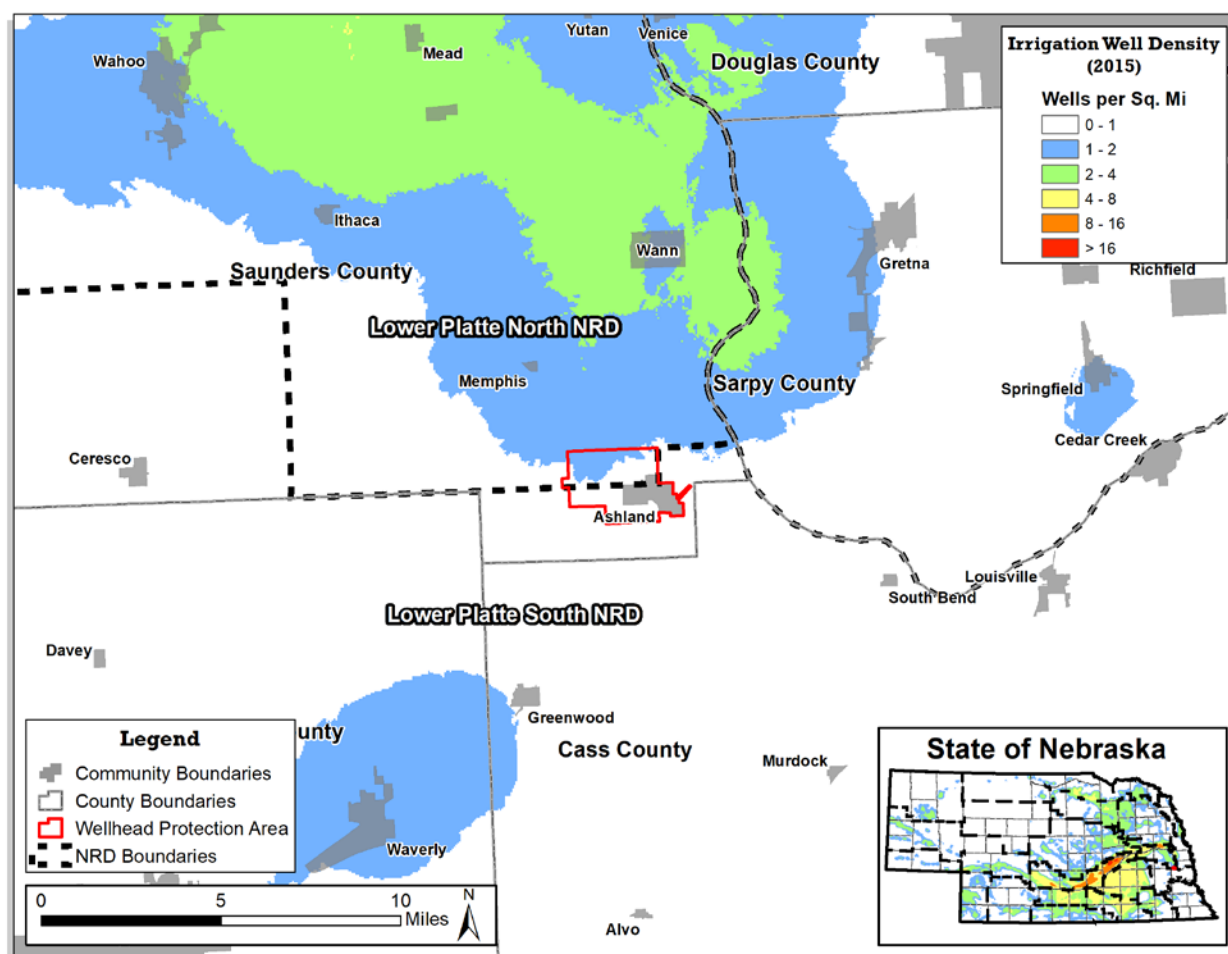 Yutan
Venice
Wahoo
Mead
Douglas County
Irrigation Well Density
(2015)
Wells per Sq. Mi
0 - 1
1 - 2
2 - 4
4 - 8
8 - 16
> 16
Ithaca
Wann
Gretna
Richfield
Saunders County
Lower Platte North NRD
Memphis
Sarpy County
Springfield
Cedar Creek
Ceresco
Ashland
Louisville
South Bend
Lower Platte South NRD
Davey
Greenwood
Cass County
Murdock
unty
Legend
Community Boundaries
County Boundaries
Wellhead Protection Area
NRD Boundaries
Waverly
State of Nebraska
0 5 10
Miles
N
Alvo